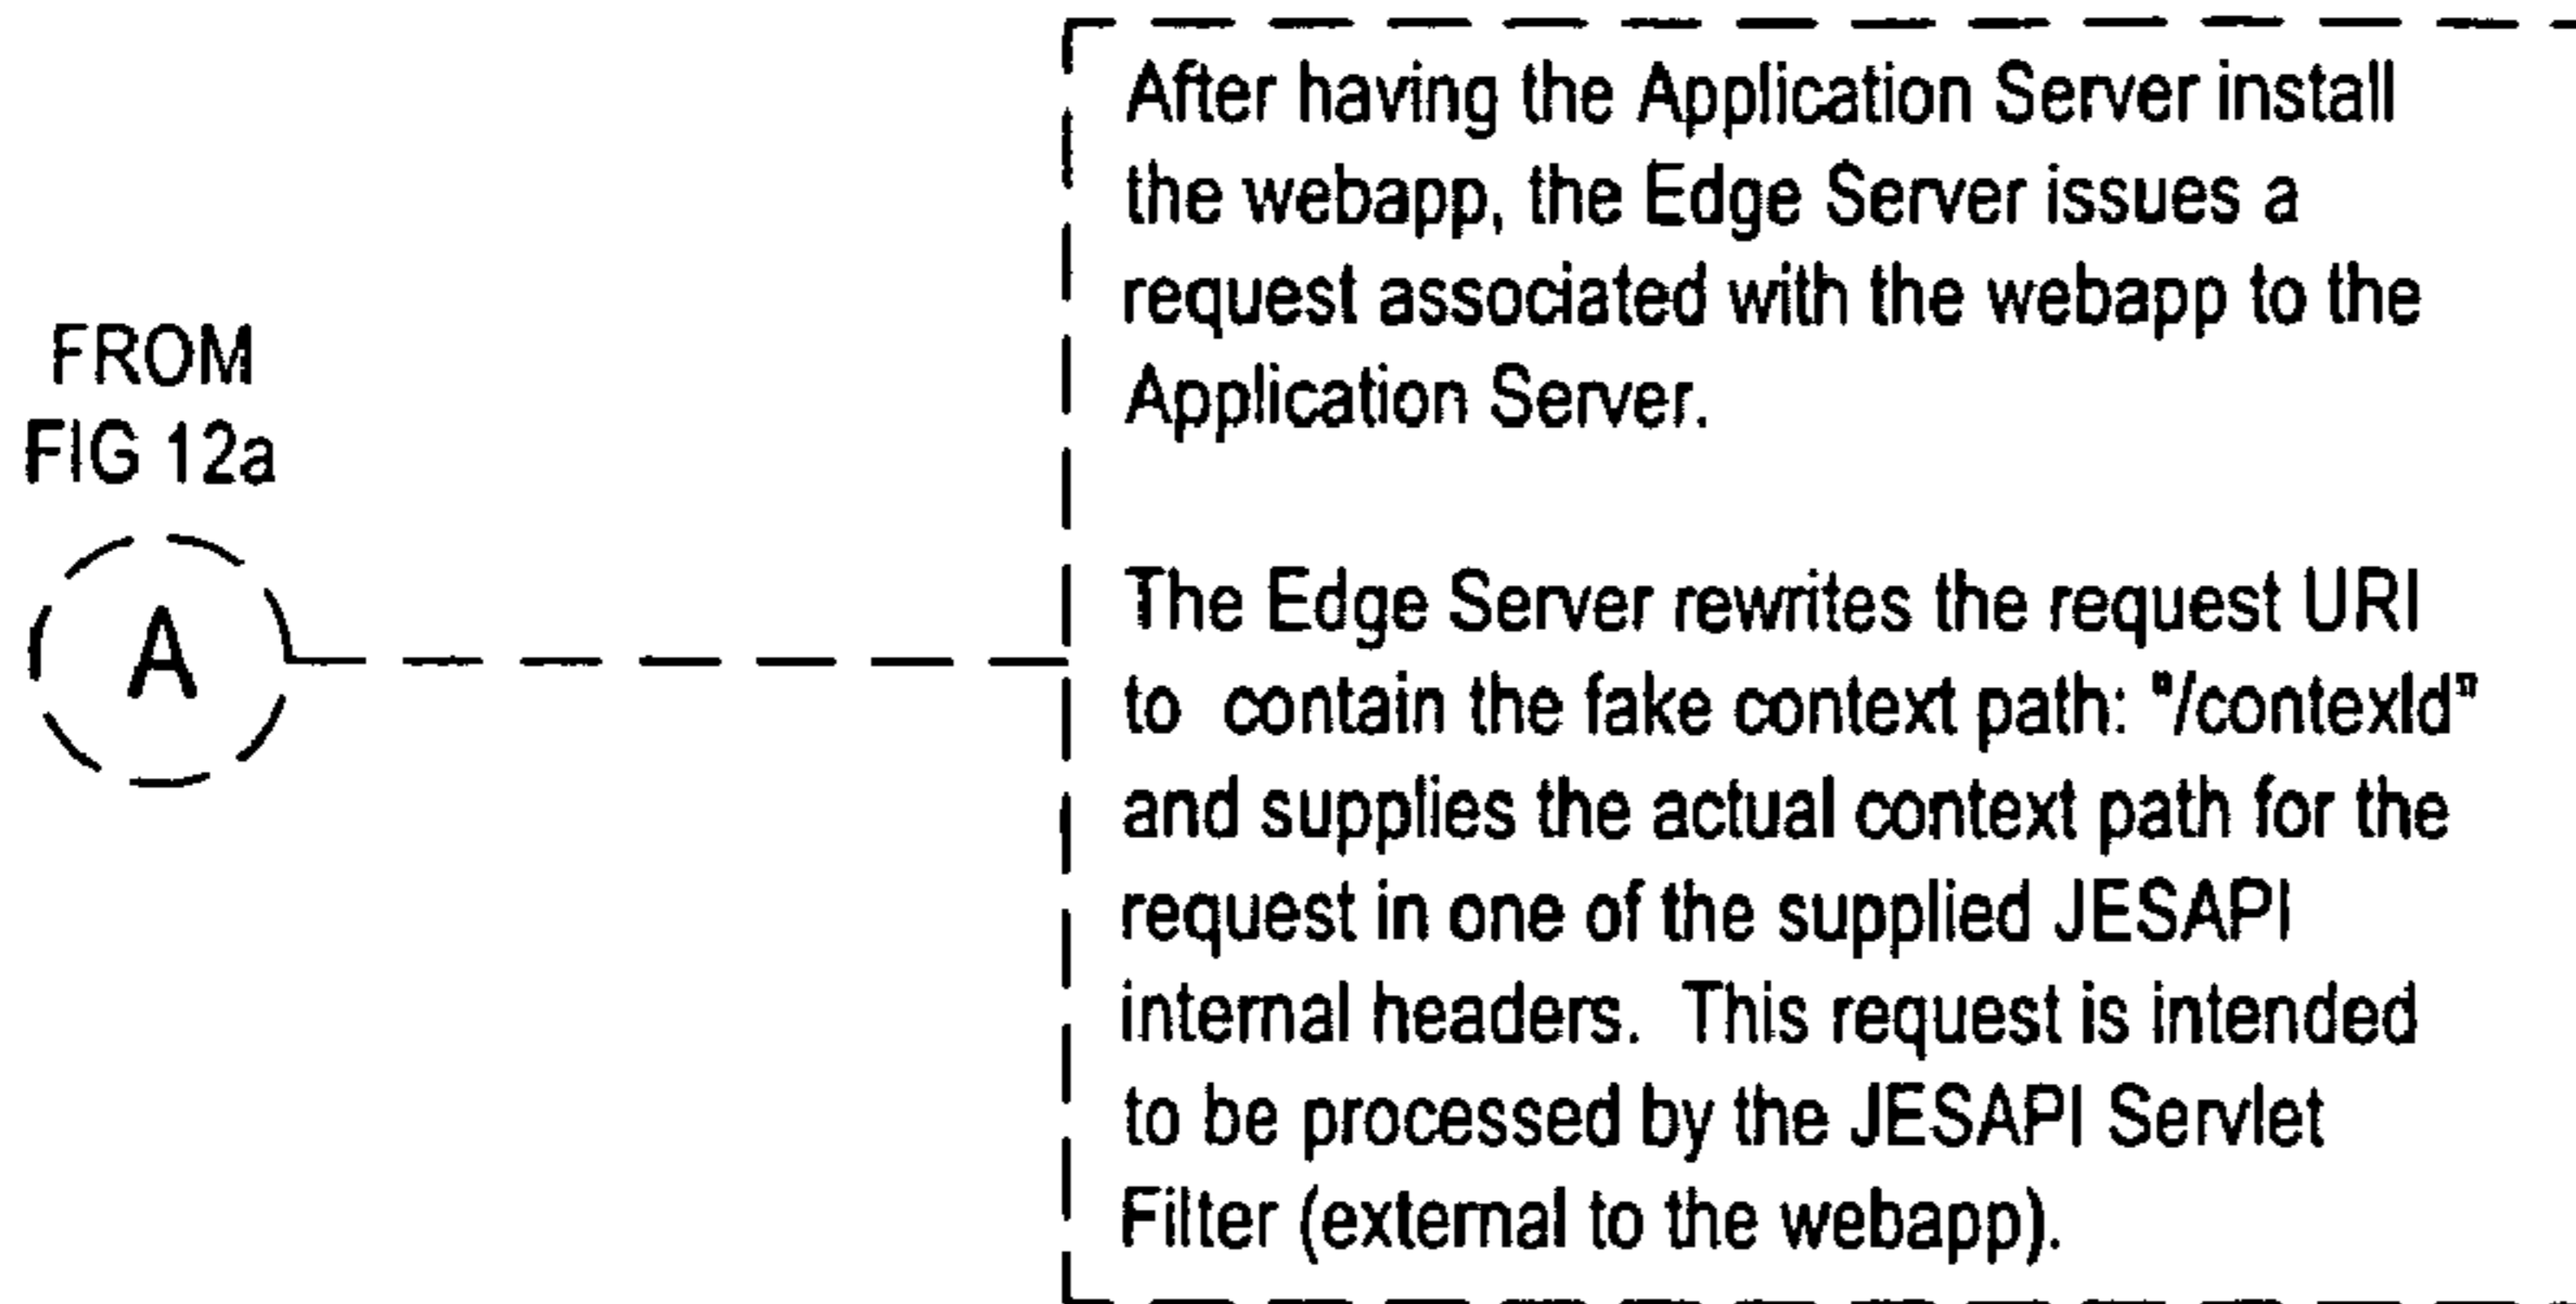 FROM
FIG 12a
A
After having the Application Server install
the webapp, the Edge Server issues a
request associated with the webapp to the
Application Server.
The Edge Server rewrites the request URI
to contain the fake context path: "/contexId"
and supplies the actual context path for the
request in one of the supplied JESAPI
internal headers. This request is intended
to be processed by the JESAPI Servlet
Filter (external to the webapp).